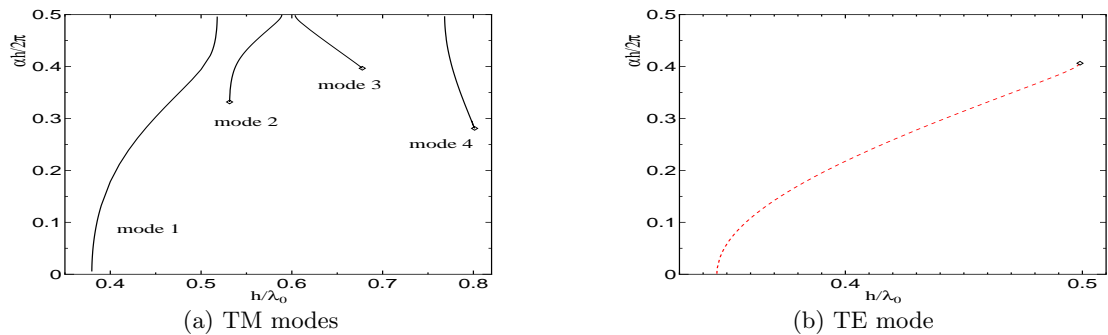 0.5
0.4
0.3
0.2
0.1
0
αh/2π
mode 1
mode 2
mode 3
mode 4
0.4 0.5 0.6 0.7 0.8
h/λ₀
(a) TM modes
0.5
0.4
0.3
0.2
0.1
0
αh/2π
0.4 0.5
h/λ₀
(b) TE mode